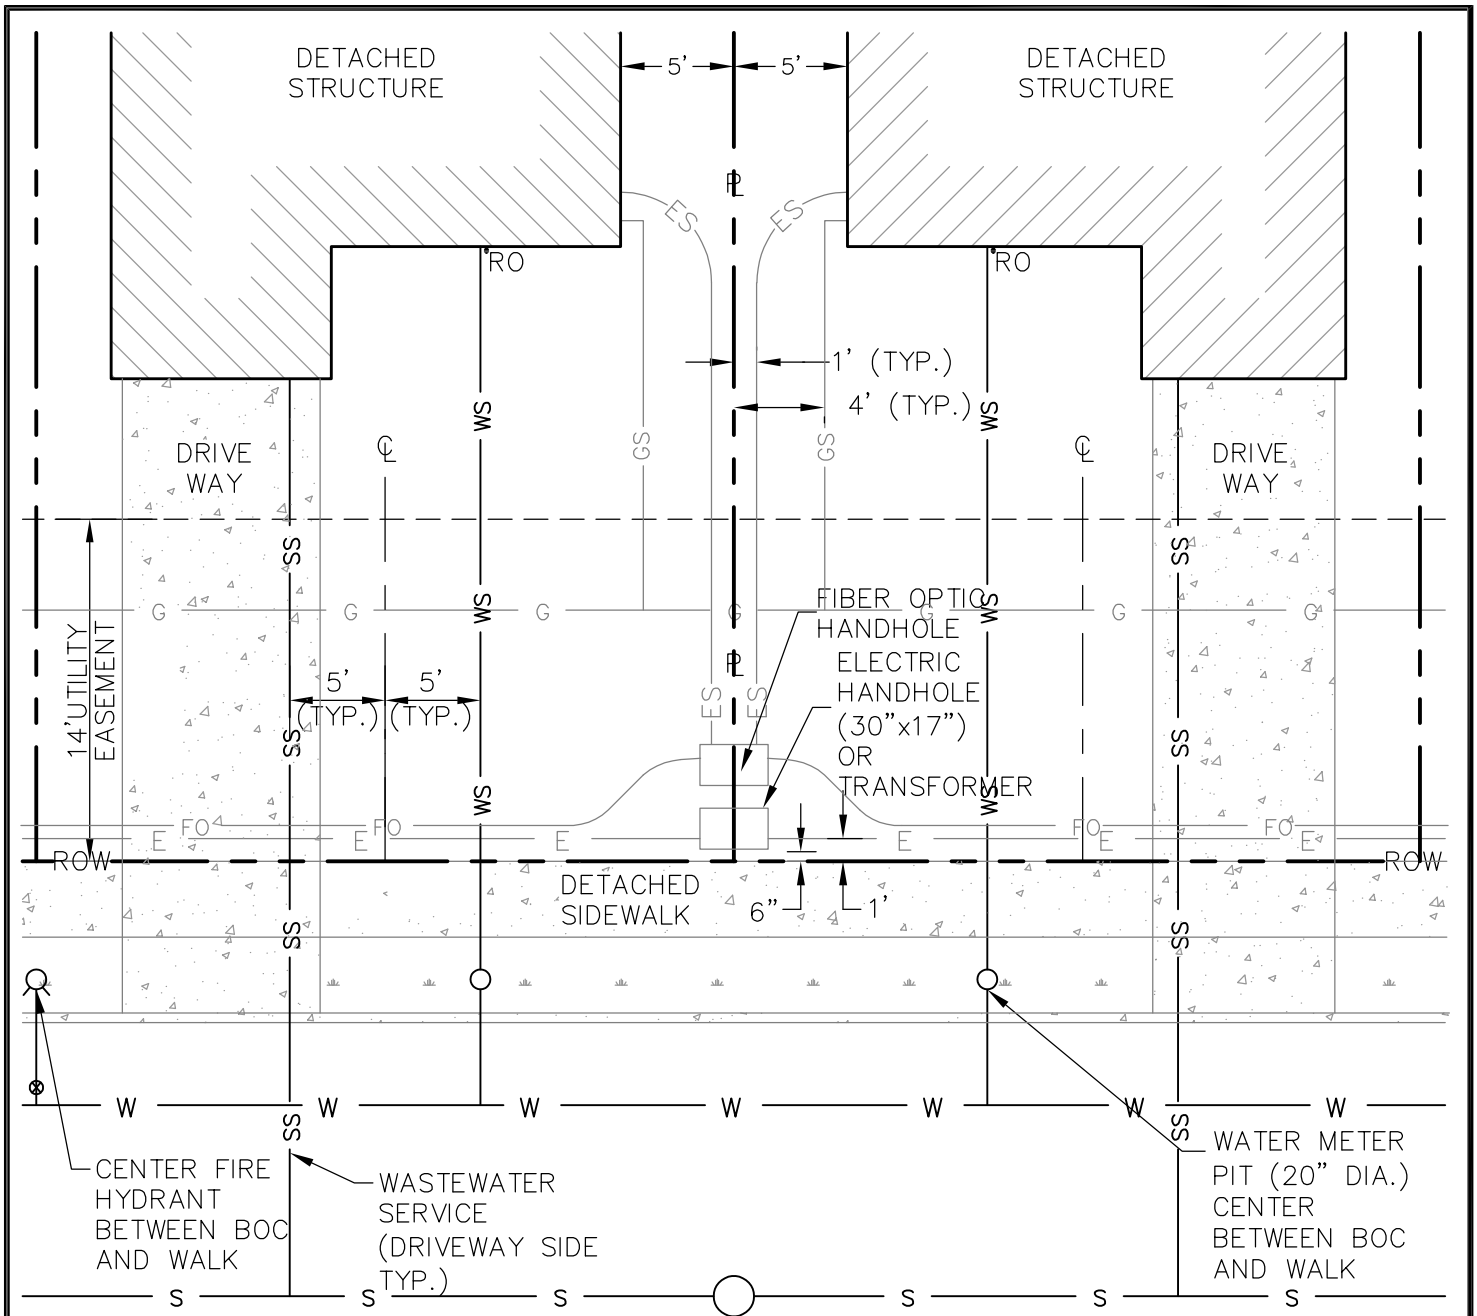 DETACHED
STRUCTURE
5'
5'
DETACHED
STRUCTURE
PL
ES
ES
RO
RO
1' (TYP.)
4' (TYP.)
WS
WS
GS
GS
DRIVE
WAY
CL
CL
DRIVE
WAY
SS
SS
G
G
G
G
G
G
G
WS
WS
FIBER OPTIC
HANDHOLE
14'UTILITY
EASEMENT
PL
ELECTRIC
HANDHOLE
(30"x17")
OR
TRANSFORMER
5'
(TYP.)
5'
(TYP.)
ES
ES
SS
SS
WS
WS
FO
FO
FO
FO
E
E
E
E
E
E
ROW
ROW
DETACHED
SIDEWALK
6"
1'
SS
SS
W
W
W
W
W
W
W
SS
SS
CENTER FIRE
HYDRANT
BETWEEN BOC
AND WALK
WASTEWATER
SERVICE
(DRIVEWAY SIDE
TYP.)
WATER METER
PIT (20" DIA.)
CENTER
BETWEEN BOC
AND WALK
S
S
S
S
S
S